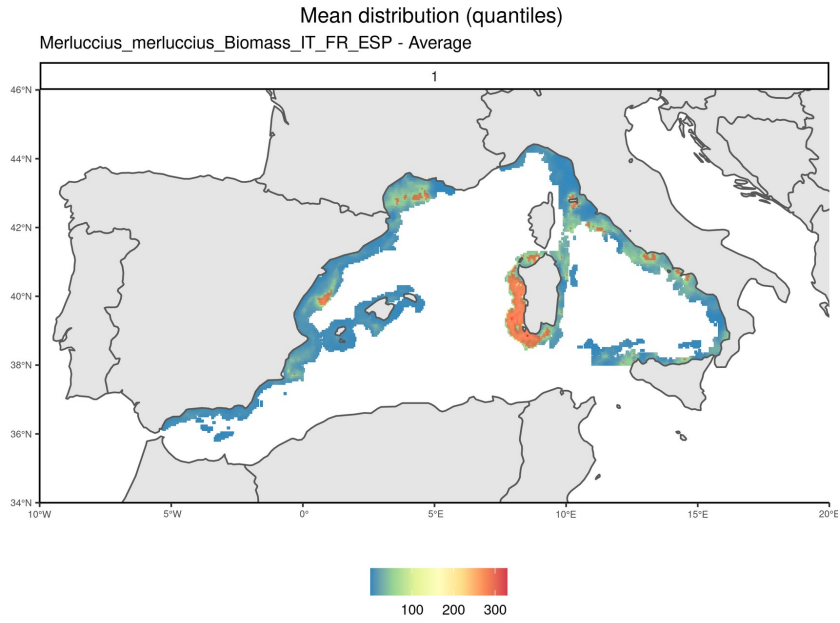 Mean distribution (quantiles)
Merluccius_merluccius_Biomass_IT_FR_ESP - Average
1
46°N
44°N
42°N
40°N
38°N
36°N
34°N
10°W 5°W 0° 5°E 10°E 15°E 20°E
100 200 300